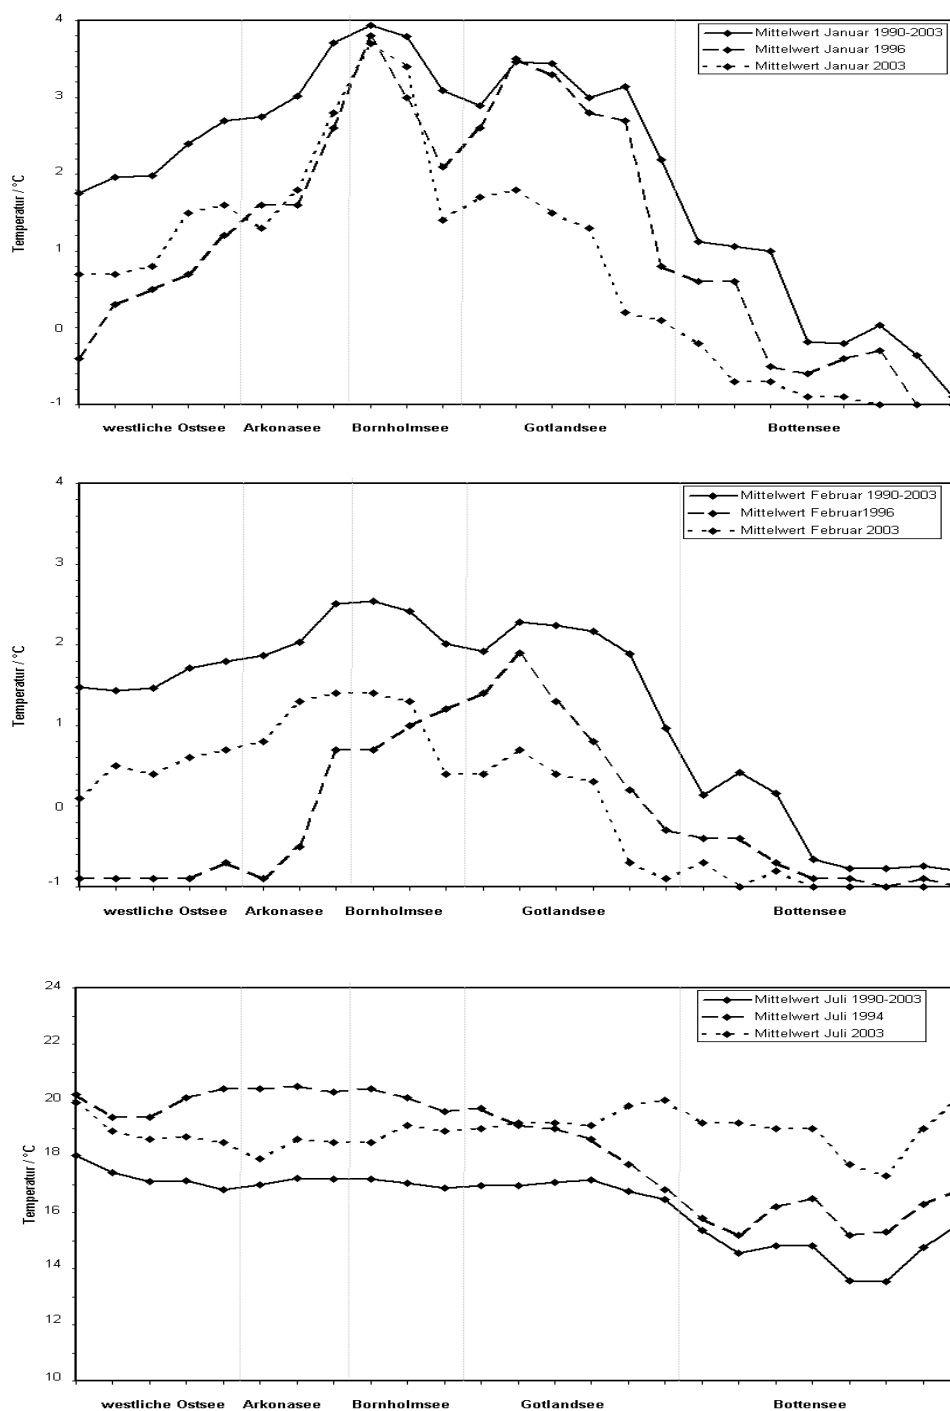 4
Mittelwert Januar 1990-2003
Mittelwert Januar 1996
Mittelwert Januar 2003
3
2
Temperatur / °C
1
0
-1
westliche Ostsee Arkonasee Bornholmsee Gotlandsee Bottensee
4
Mittelwert Februar 1990-2003
Mittelwert Februar1996
Mittelwert Februar 2003
3
2
Temperatur / °C
1
0
-1
westliche Ostsee Arkonasee Bornholmsee Gotlandsee Bottensee
24
Mittelwert Juli 1990-2003
Mittelwert Juli 1994
Mittelwert Juli 2003
22
20
18
Temperatur / °C
16
14
12
10
westliche Ostsee Arkonasee Bornholmsee Gotlandsee Bottensee